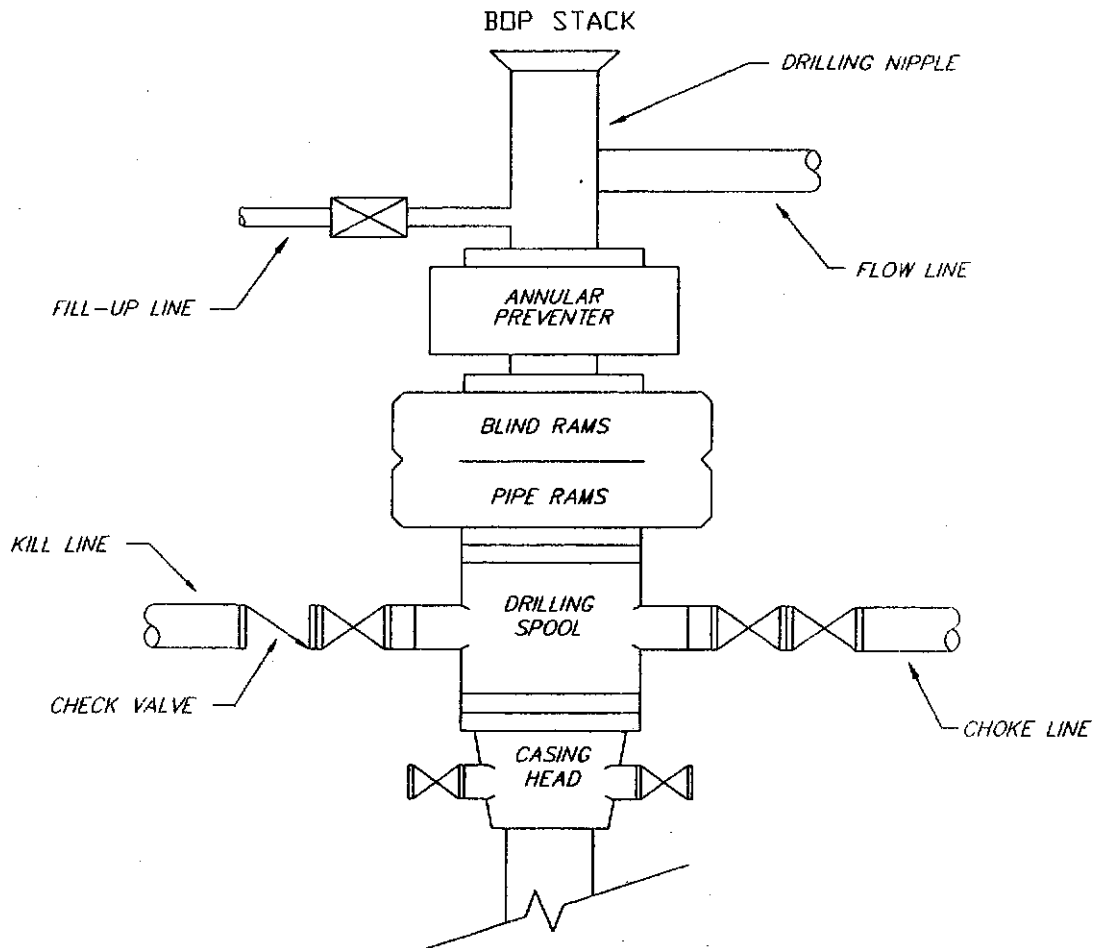 BOP STACK
DRILLING NIPPLE
FLOW LINE
FILL-UP LINE
ANNULAR
PREVENTER
BLIND RAMS
PIPE RAMS
KILL LINE
DRILLING
SPOOL
CHECK VALVE
CHOKE LINE
CASING
HEAD